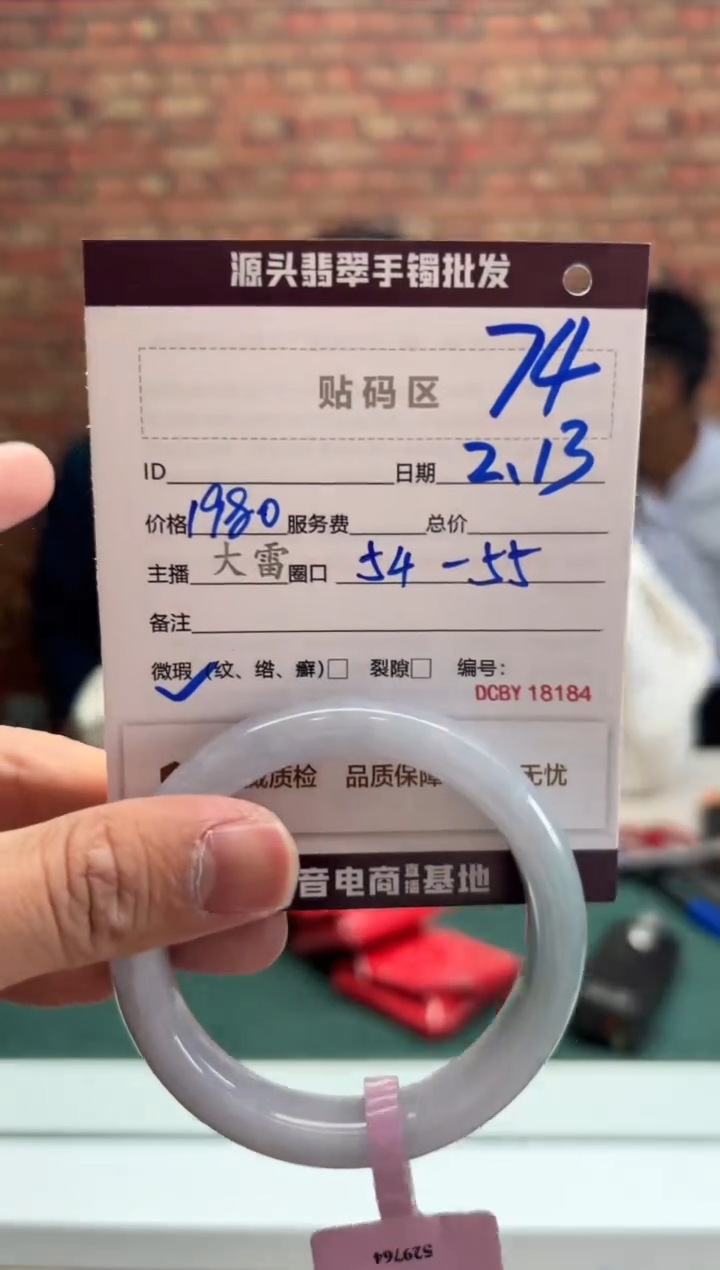 源头翡翠手镯批发
74
贴码区
ID 日期 2.13
价格 1980 服务费 总价
主播 大雷 圈口 54-55
备注
微瑕 (纹、绺、癣)□ 裂隙□ 编号：
DCBY 18184
质检 品质保障 无忧
音电商直播基地
529764